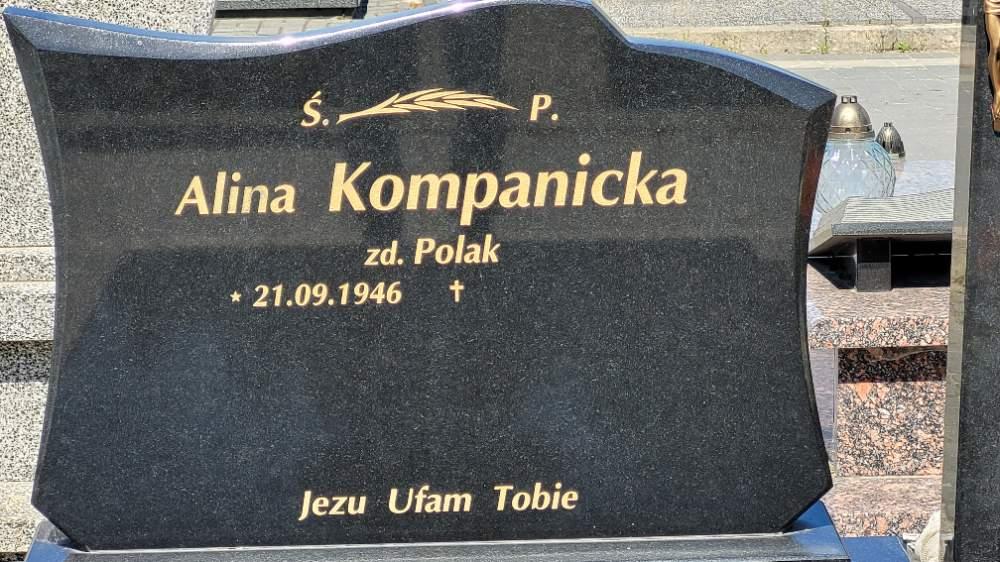 Ś. P.
Alina Kompanicka
zd. Polak
* 21.09.1946 †
Jezu Ufam Tobie